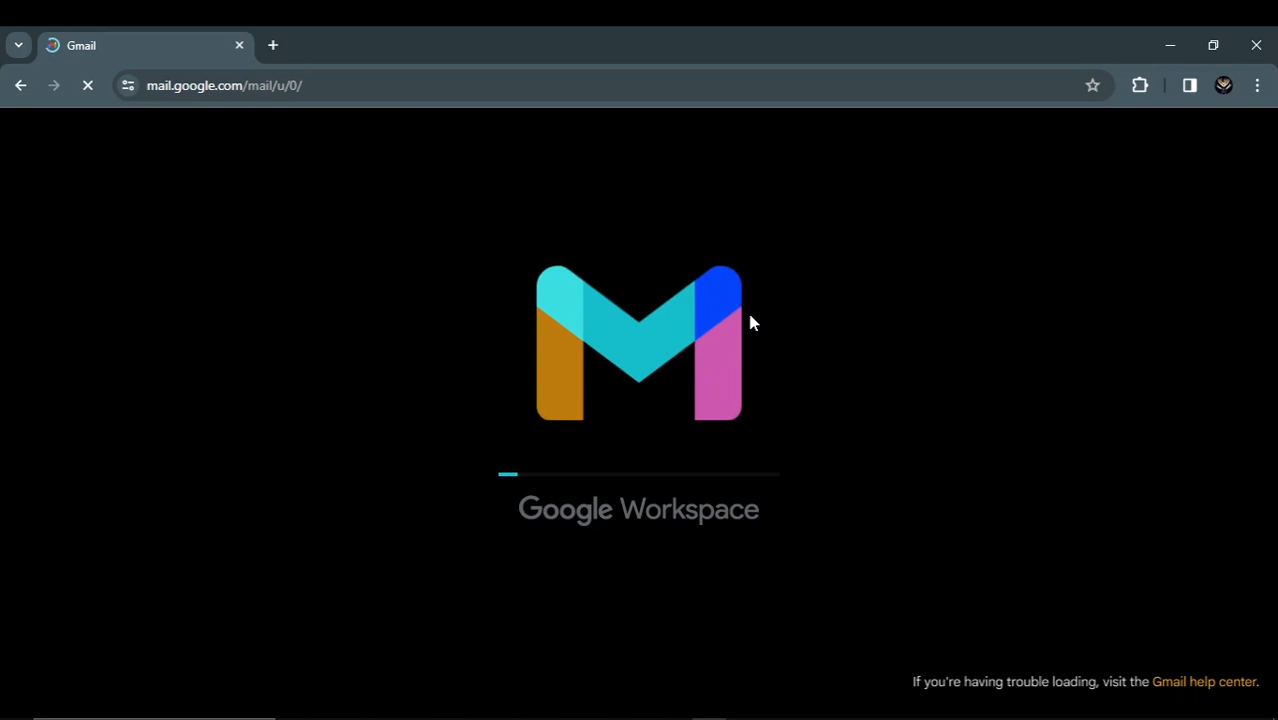 Gmail
mail.google.com/mail/u/0/
Google Workspace
If you're having trouble loading, visit the Gmail help center.